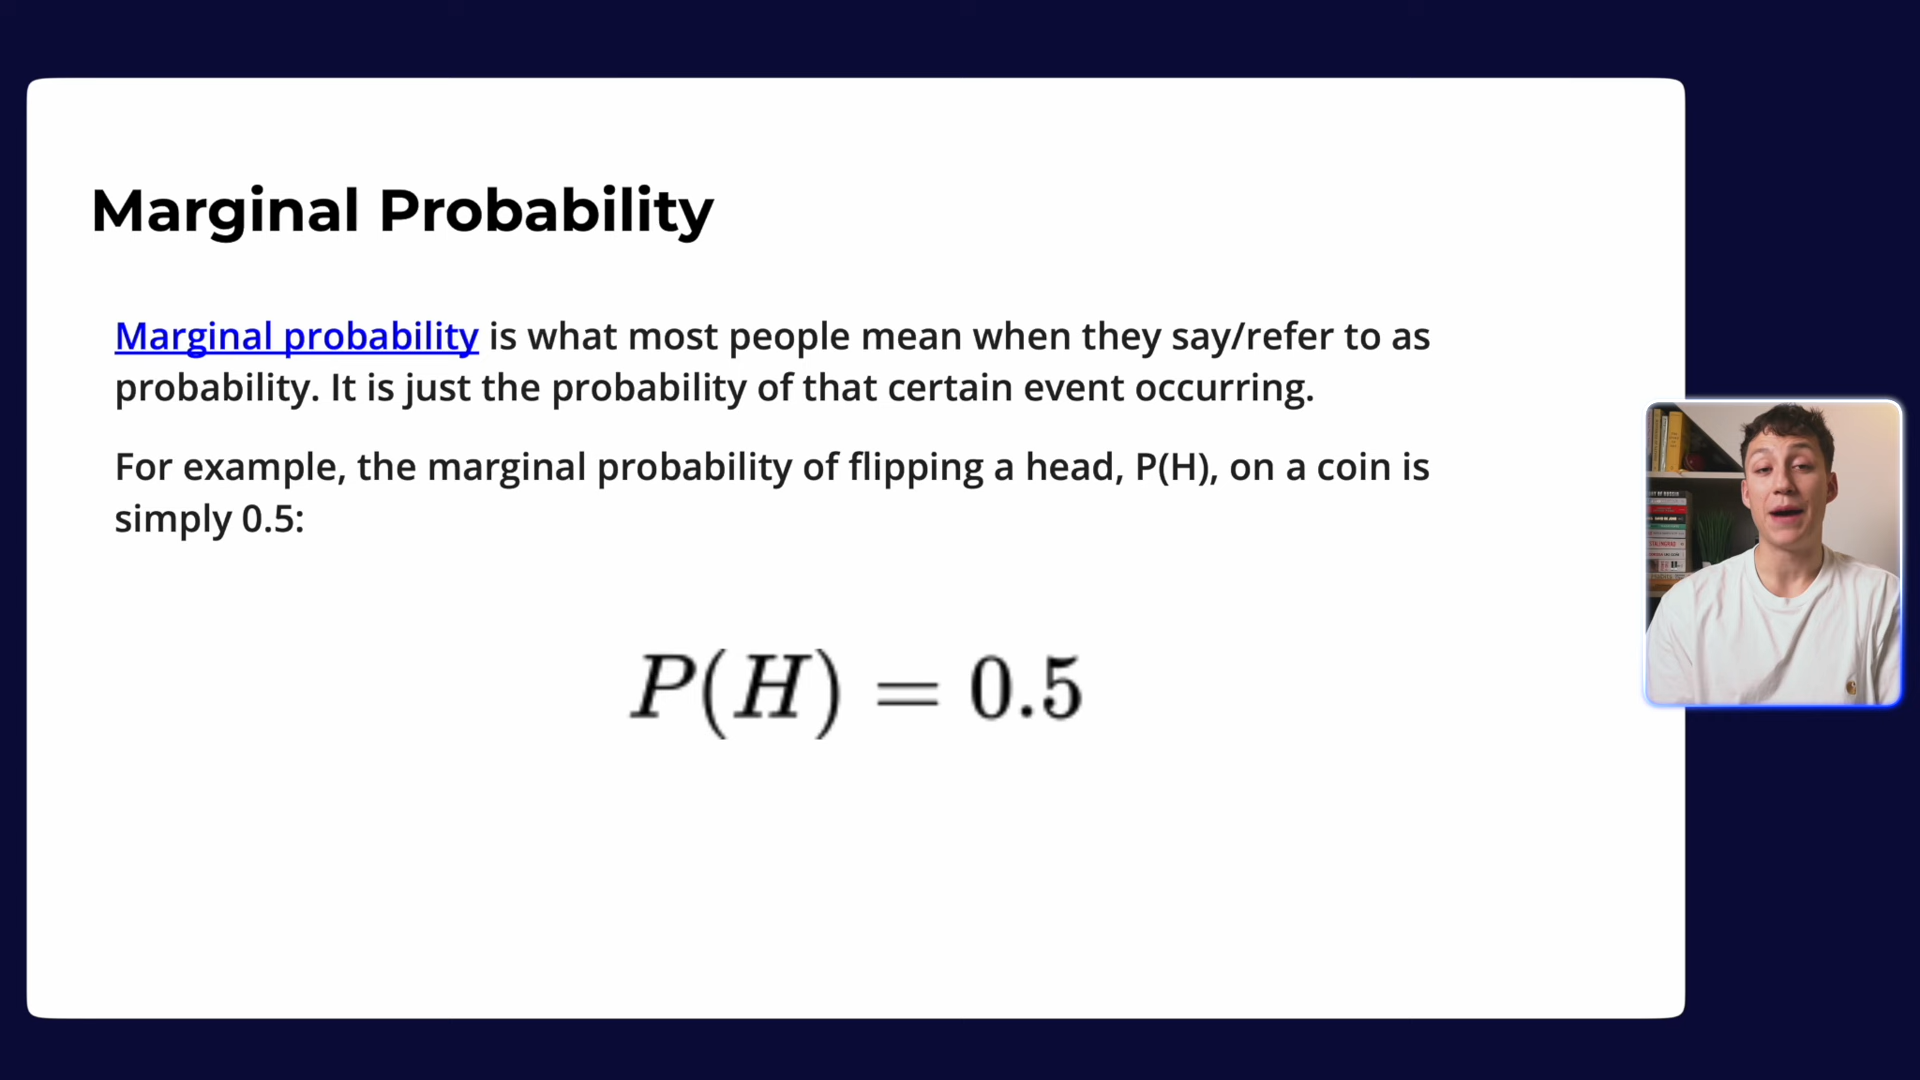 Marginal Probability
Marginal probability is what most people mean when they say/refer to as
probability. It is just the probability of that certain event occurring.
For example, the marginal probability of flipping a head, P(H), on a coin is
simply 0.5:
P(H) = 0.5
STALINGRAD